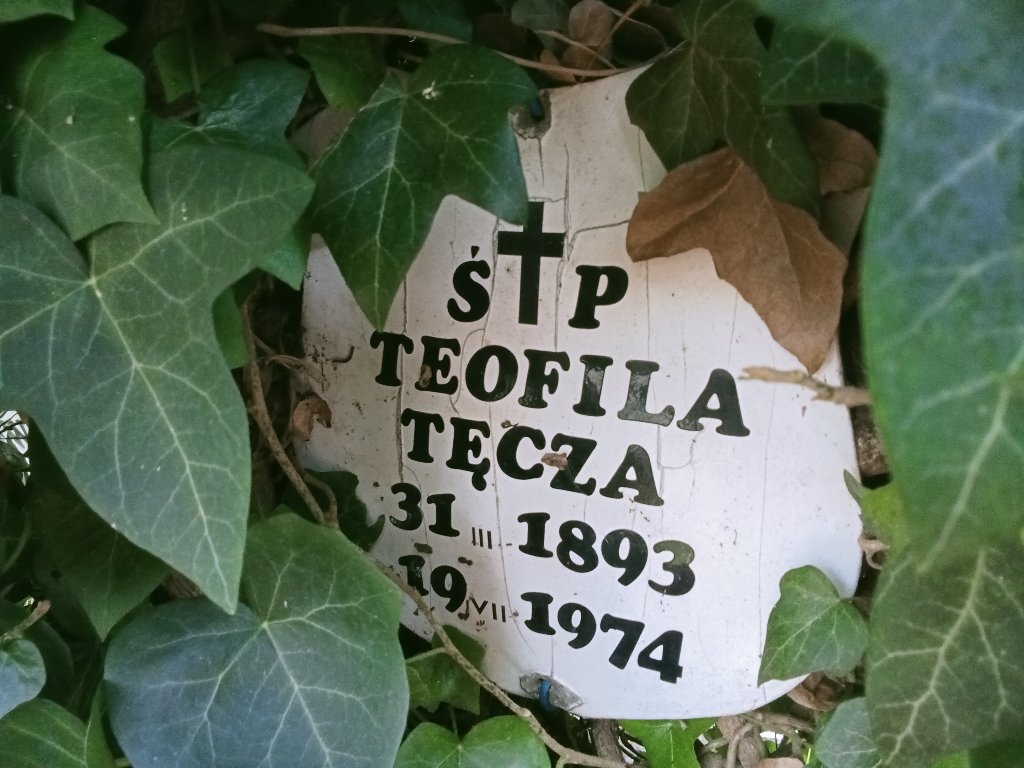 Ś P
TEOFILA
TĘCZA
31 III 1893
19 VII 1974